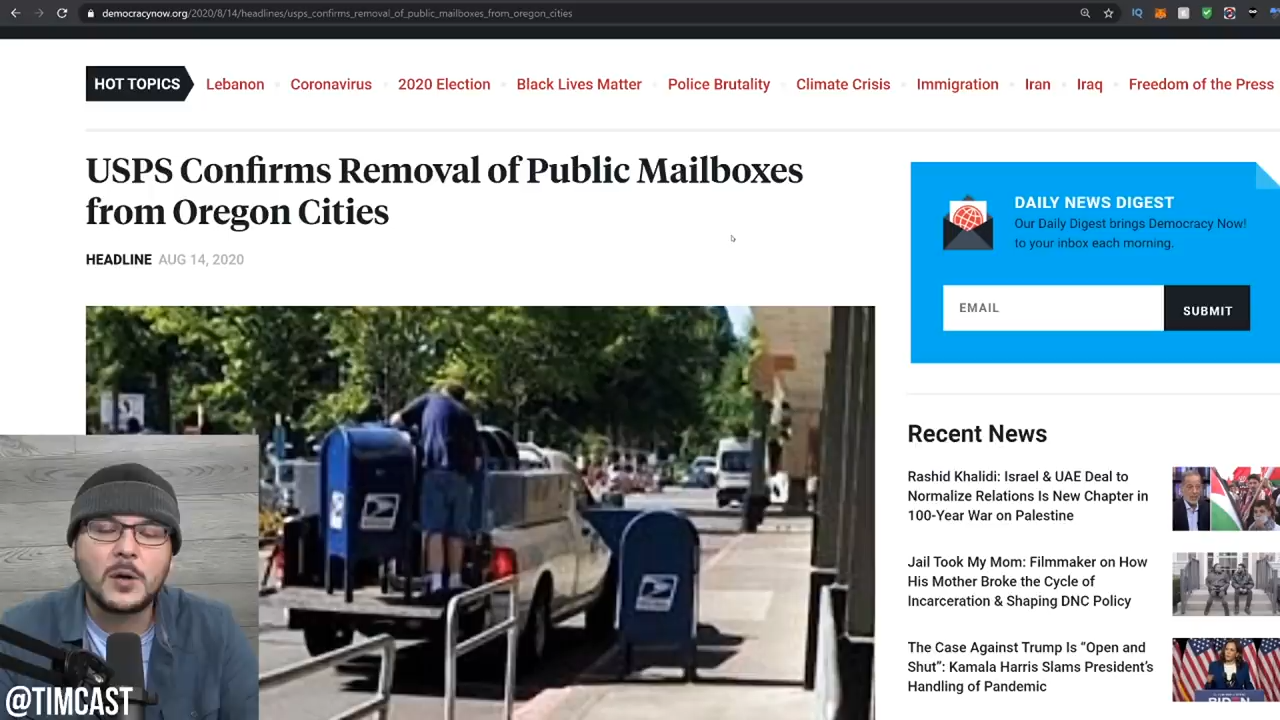 democracynow.org/2020/8/14/headlines/usps_confirms_removal_of_public_mailboxes_from_oregon_cities
HOT TOPICS
Lebanon
Coronavirus
2020 Election
Black Lives Matter
Police Brutality
Climate Crisis
Immigration
Iran
Iraq
Freedom of the Press
USPS Confirms Removal of Public Mailboxes
from Oregon Cities
HEADLINE AUG 14, 2020
DAILY NEWS DIGEST
Our Daily Digest brings Democracy Now!
to your inbox each morning.
EMAIL
SUBMIT
Recent News
Rashid Khalidi: Israel & UAE Deal to
Normalize Relations Is New Chapter in
100-Year War on Palestine
Jail Took My Mom: Filmmaker on How
His Mother Broke the Cycle of
Incarceration & Shaping DNC Policy
The Case Against Trump Is “Open and
Shut”: Kamala Harris Slams President’s
Handling of Pandemic
@TIMCAST